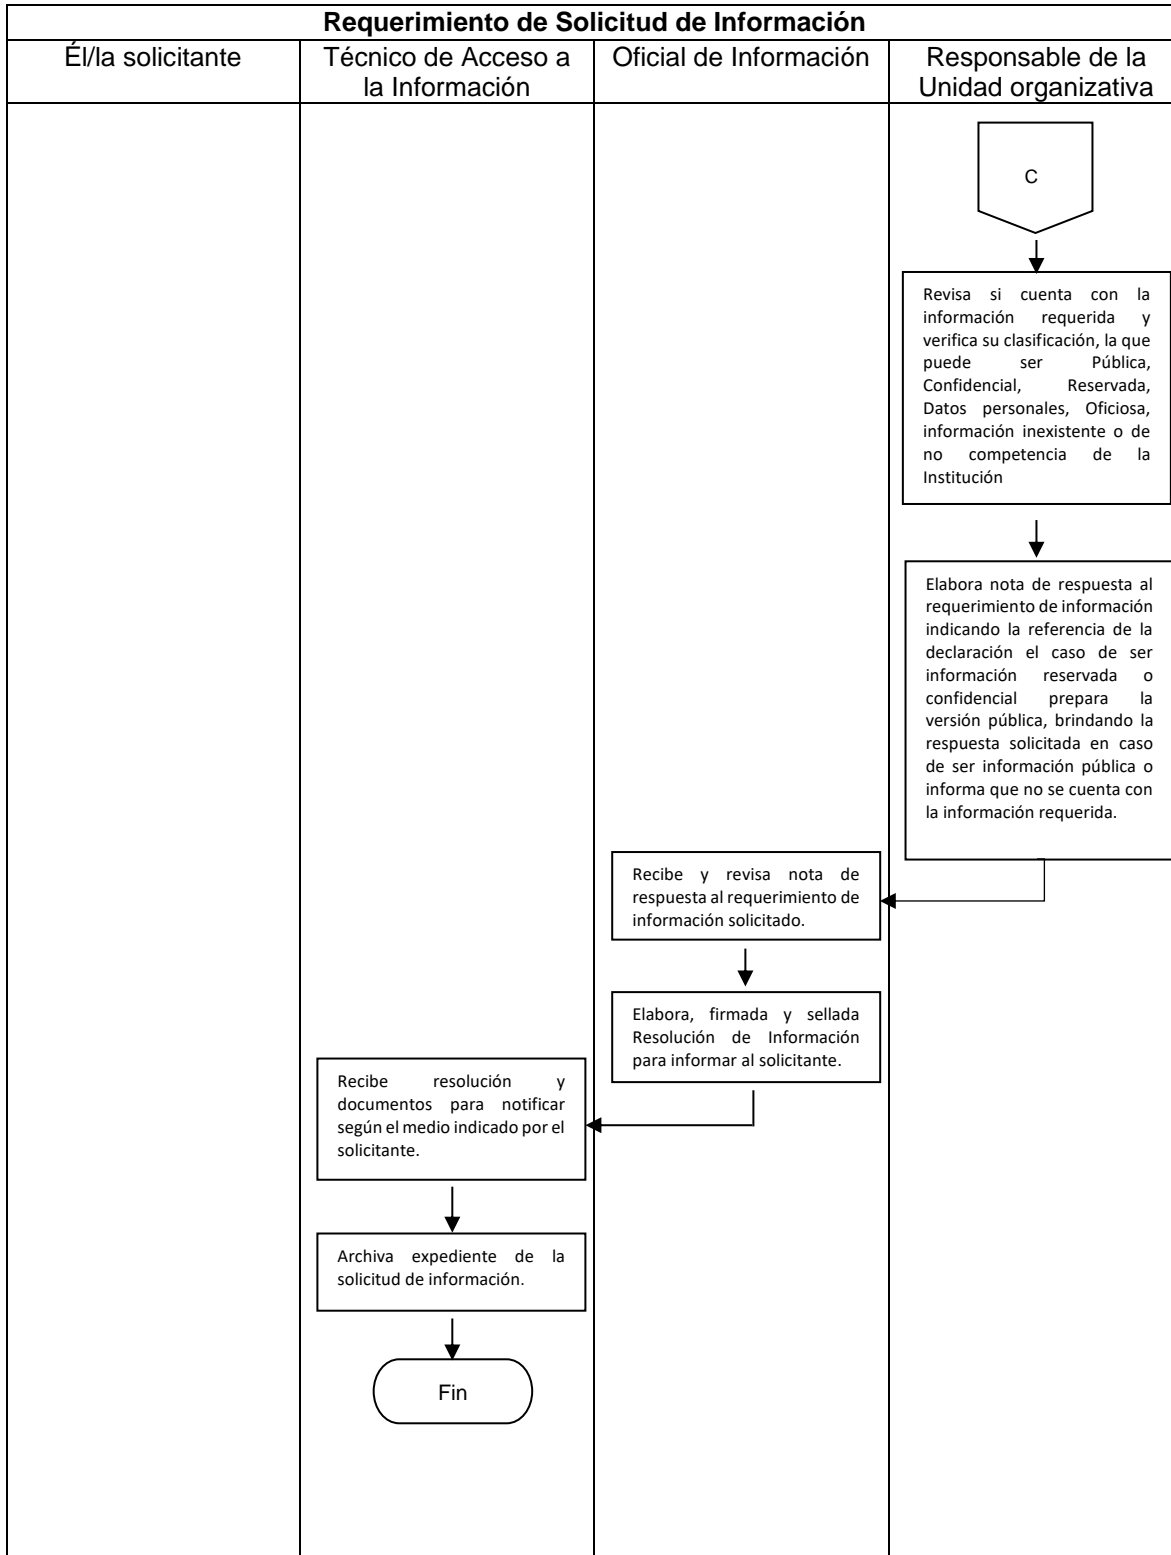 Requerimiento de Solicitud de Información
Él/la solicitante
Técnico de Acceso a
la Información
Oficial de Información
Responsable de la
Unidad organizativa
C
Revisa si cuenta con la
información requerida y
verifica su clasificación, la que
puede ser Pública,
Confidencial, Reservada,
Datos personales, Oficiosa,
información inexistente o de
no competencia de la
Institución
Elabora nota de respuesta al
requerimiento de información
indicando la referencia de la
declaración el caso de ser
información reservada o
confidencial prepara la
versión pública, brindando la
respuesta solicitada en caso
de ser información pública o
informa que no se cuenta con
la información requerida.
Recibe y revisa nota de
respuesta al requerimiento de
información solicitado.
Elabora, firmada y sellada
Resolución de Información
para informar al solicitante.
Recibe resolución y
documentos para notificar
según el medio indicado por el
solicitante.
Archiva expediente de la
solicitud de información.
Fin